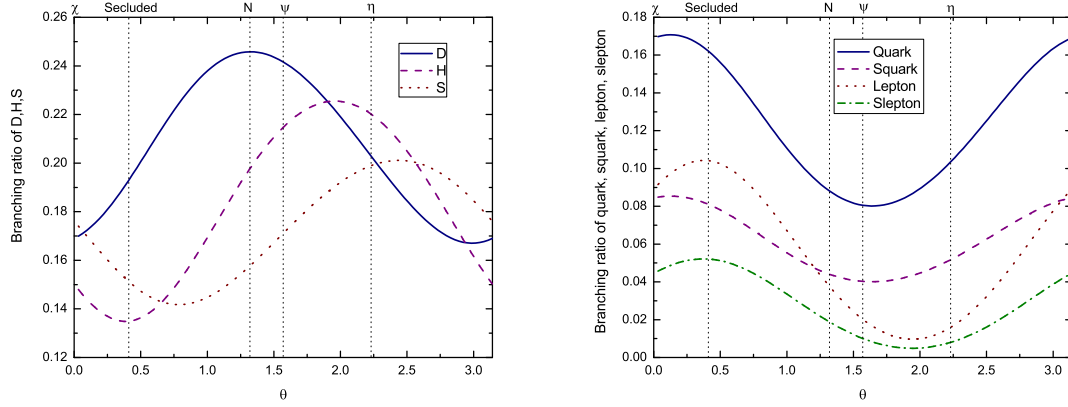 χ Secluded N ψ η
0.26
0.24
0.22
0.20
0.18
0.16
0.14
0.12
Branching ratio of D,H,S
D
H
S
0.0 0.5 1.0 1.5 2.0 2.5 3.0
θ
χ Secluded N ψ η
0.18
0.16
0.14
0.12
0.10
0.08
0.06
0.04
0.02
0.00
Branching ratio of quark, squark, lepton, slepton
Quark
Squark
Lepton
Slepton
0.0 0.5 1.0 1.5 2.0 2.5 3.0
θ